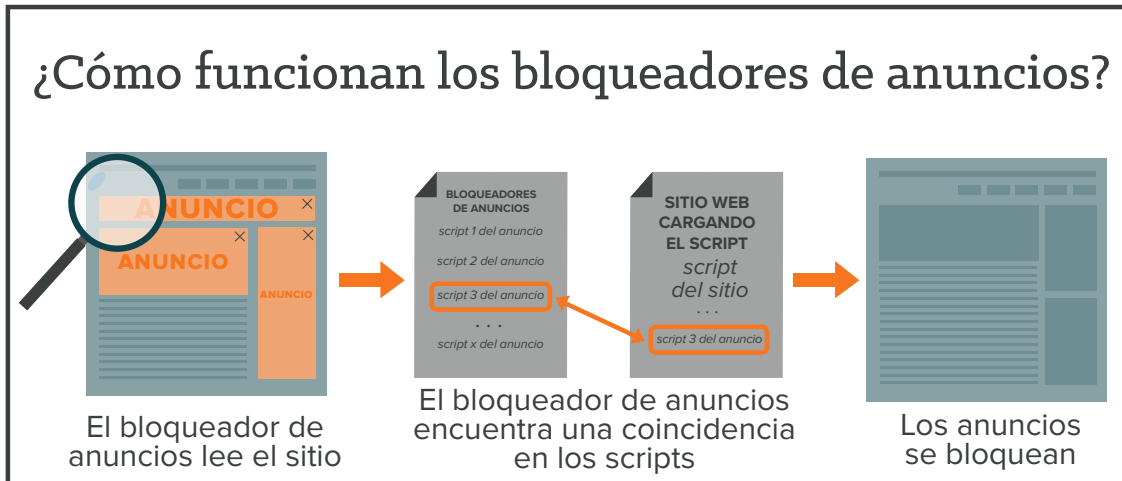 ¿Cómo funcionan los bloqueadores de anuncios?
ANUNCIO
ANUNCIO
ANUNCIO
El bloqueador de
anuncios lee el sitio
BLOQUEADORES
DE ANUNCIOS
script 1 del anuncio
script 2 del anuncio
script 3 del anuncio
. . .
script x del anuncio
SITIO WEB
CARGANDO
EL SCRIPT
script
del sitio
. . .
script 3 del anuncio
El bloqueador de anuncios
encuentra una coincidencia
en los scripts
Los anuncios
se bloquean